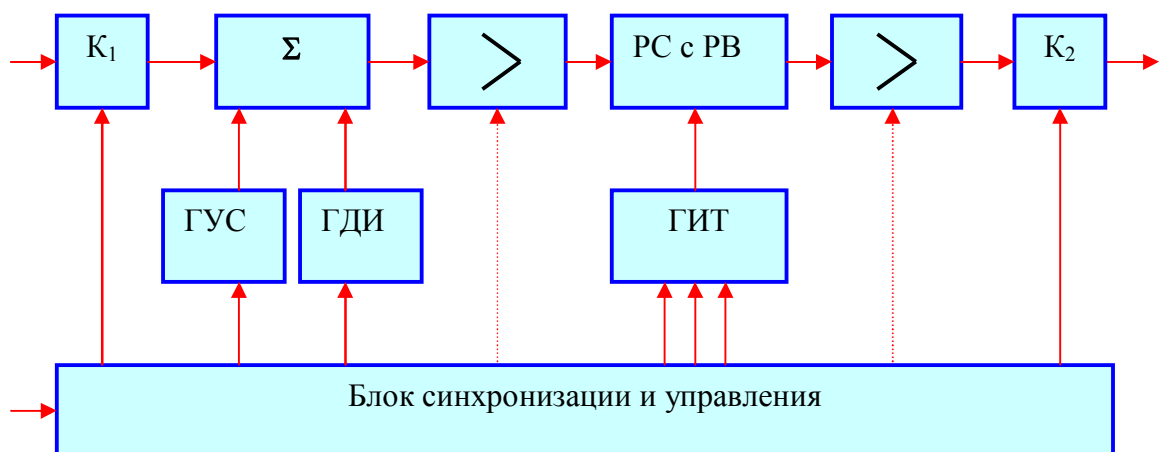 К₁
Σ
>
РС с РВ
>
К₂
ГУС
ГДИ
ГИТ
Блок синхронизации и управления